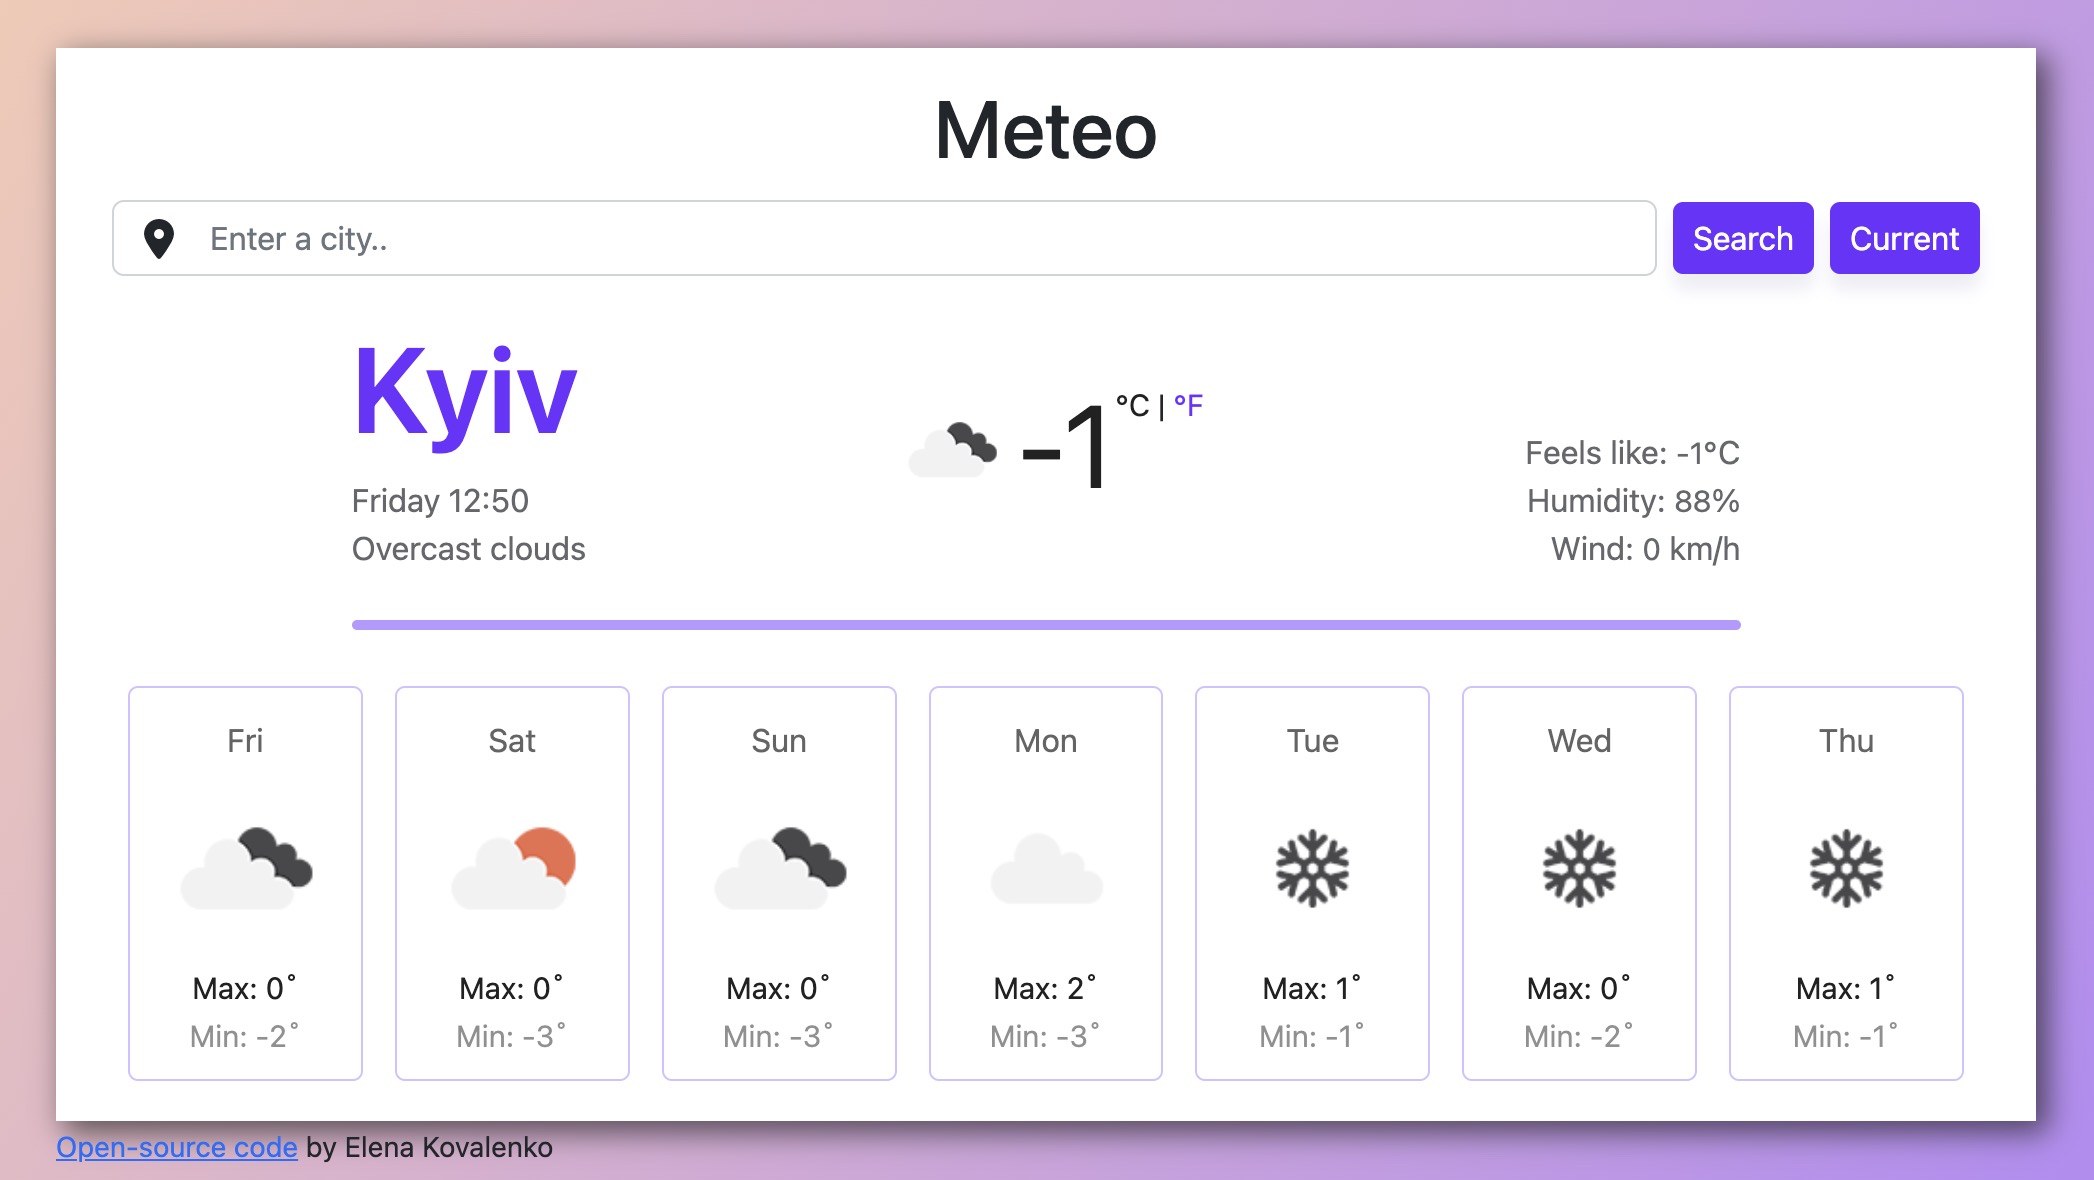 Meteo
Enter a city..
Search
Current
Kyiv
Friday 12:50
Overcast clouds
-1 °C | °F
Feels like: -1°C
Humidity: 88%
Wind: 0 km/h
Fri
Max: 0˚
Min: -2˚
Sat
Max: 0˚
Min: -3˚
Sun
Max: 0˚
Min: -3˚
Mon
Max: 2˚
Min: -3˚
Tue
Max: 1˚
Min: -1˚
Wed
Max: 0˚
Min: -2˚
Thu
Max: 1˚
Min: -1˚
Open-source code by Elena Kovalenko